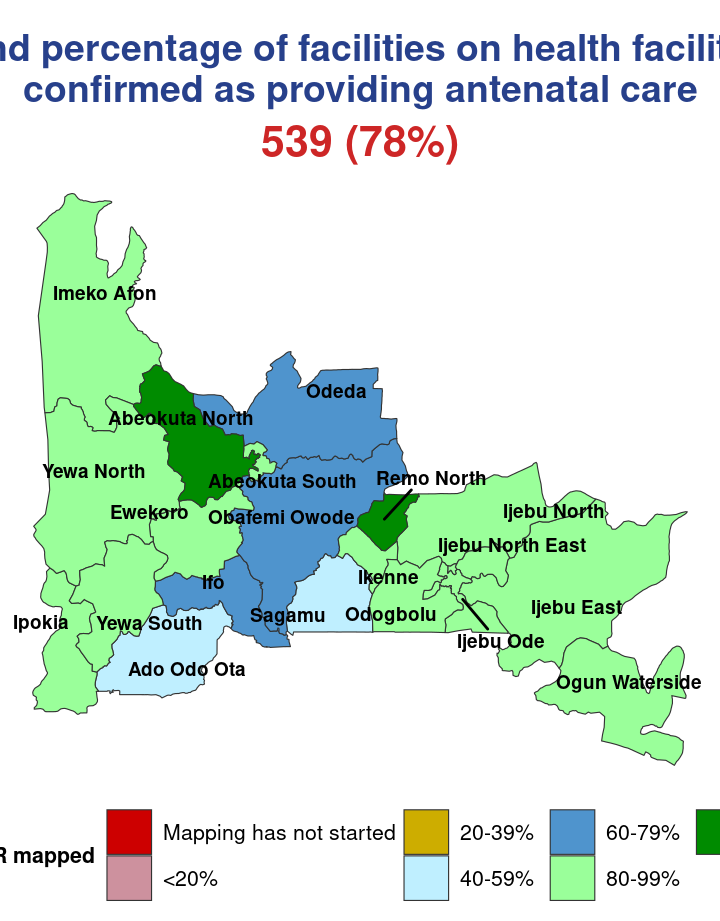 percentage of facilities on health
confirmed as providing antenatal care
539 (78%)
Imeko Afon
Odeda
Abeokuta North
Yewa North
Abeokuta South
Remo North
Ewekoro
Obafemi Owode
Ijebu North
Ijebu North East
Ikenne
Ifo
Ijebu East
Ipokia
Yewa South
Sagamu
Odogbolu
Ijebu Ode
Ado Odo Ota
Ogun Waterside
mapped
Mapping has not started
20-39%
60-79%
<20%
40-59%
80-99%